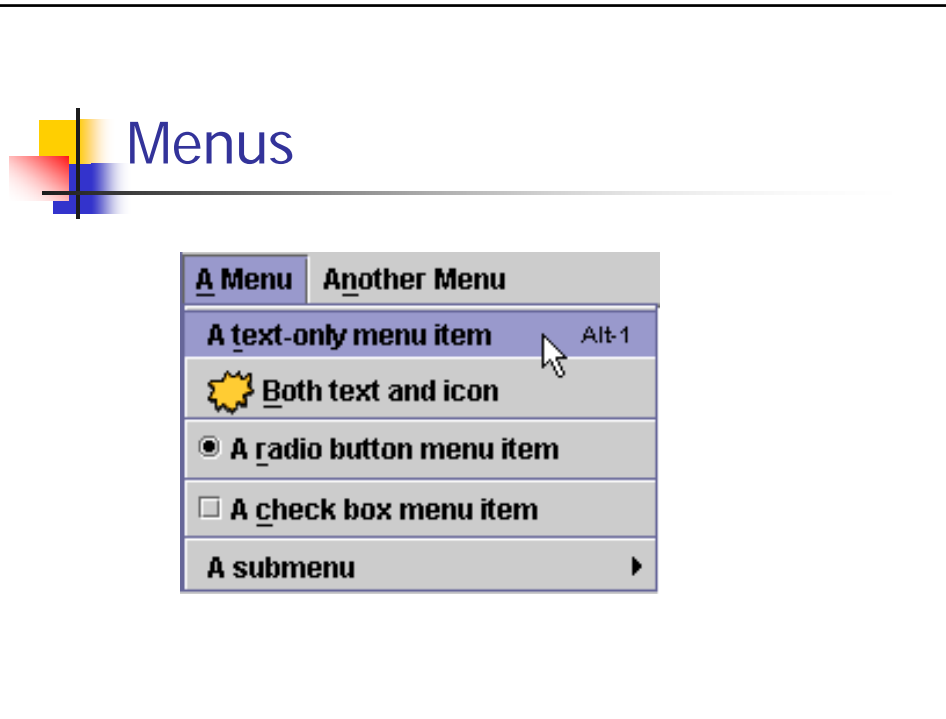 Menus
A Menu Another Menu
A text-only menu item Alt-1
Both text and icon
A radio button menu item
A check box menu item
A submenu